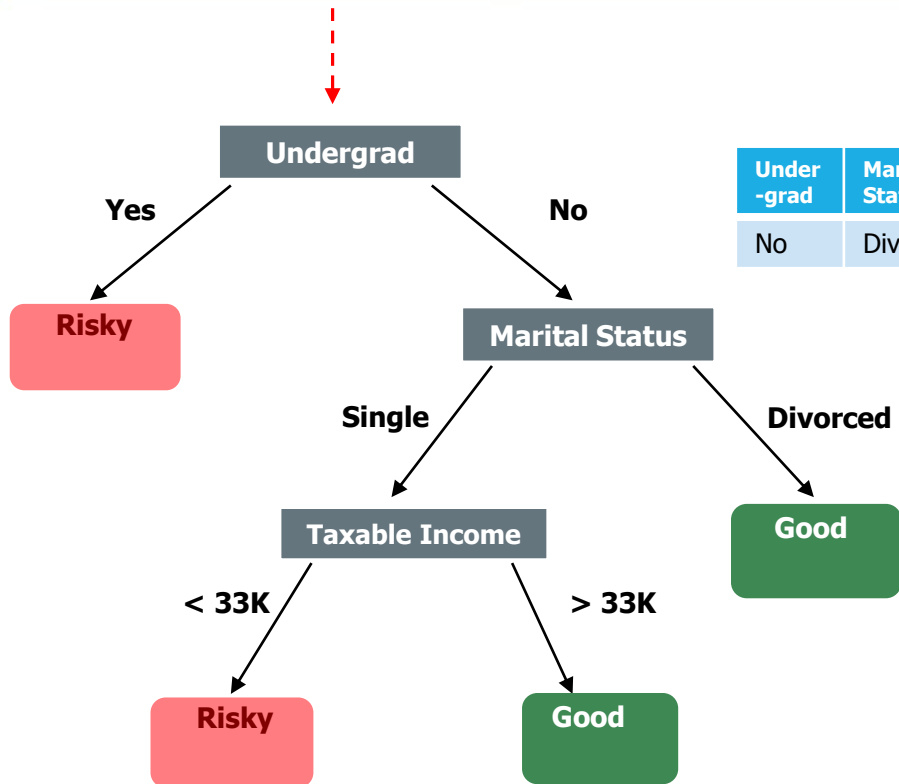 Undergrad
Yes
No
Under
-grad
No
Risky
Marital Status
Single
Divorced
Taxable Income
Good
< 33K
> 33K
Risky
Good